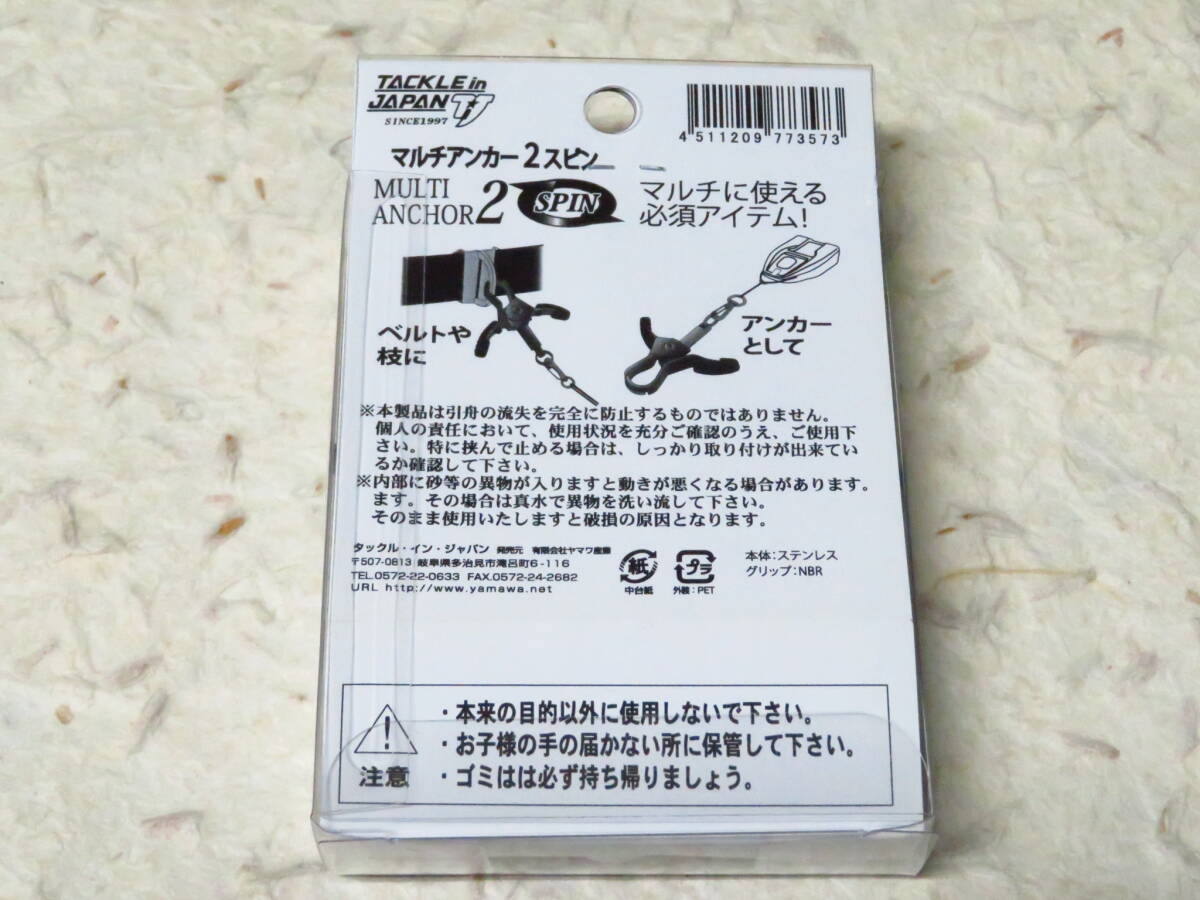 TACKLE in
JAPAN TJ
SINCE1997
4 511209 773573
マルチアンカー2スピン
MULTI
ANCHOR 2 SPIN
マルチに使える
必須アイテム!
ベルトや
枝に
アンカー
として
※本製品は引舟の流失を完全に防止するものではありません。
個人の責任において、使用状況を充分ご確認のうえ、ご使用下
さい。特に挟んで止める場合は、しっかり取り付けが出来てい
るか確認して下さい。
※内部に砂等の異物が入りますと動きが悪くなる場合があります。
ます。その場合は真水で異物を洗い流して下さい。
そのまま使用いたしますと破損の原因となります。
タックル・イン・ジャパン 発売元 有限会社ヤマワ産業
〒507-0813 岐阜県多治見市滝呂町6-116
TEL.0572-22-0633 FAX.0572-24-2682
URL http://www.yamawa.net
紙
中台紙
プラ
外装:PET
本体:ステンレス
グリップ:NBR
注意
・本来の目的以外に使用しないで下さい。
・お子様の手の届かない所に保管して下さい。
・ゴミはは必ず持ち帰りましょう。